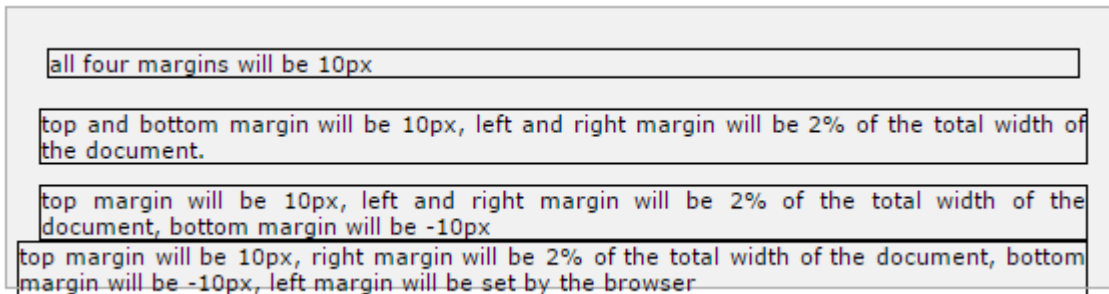 all four margins will be 10px
top and bottom margin will be 10px, left and right margin will be 2% of the total width of
the document.
top margin will be 10px, left and right margin will be 2% of the total width of the
document, bottom margin will be -10px
top margin will be 10px, right margin will be 2% of the total width of the document, bottom
margin will be -10px, left margin will be set by the browser